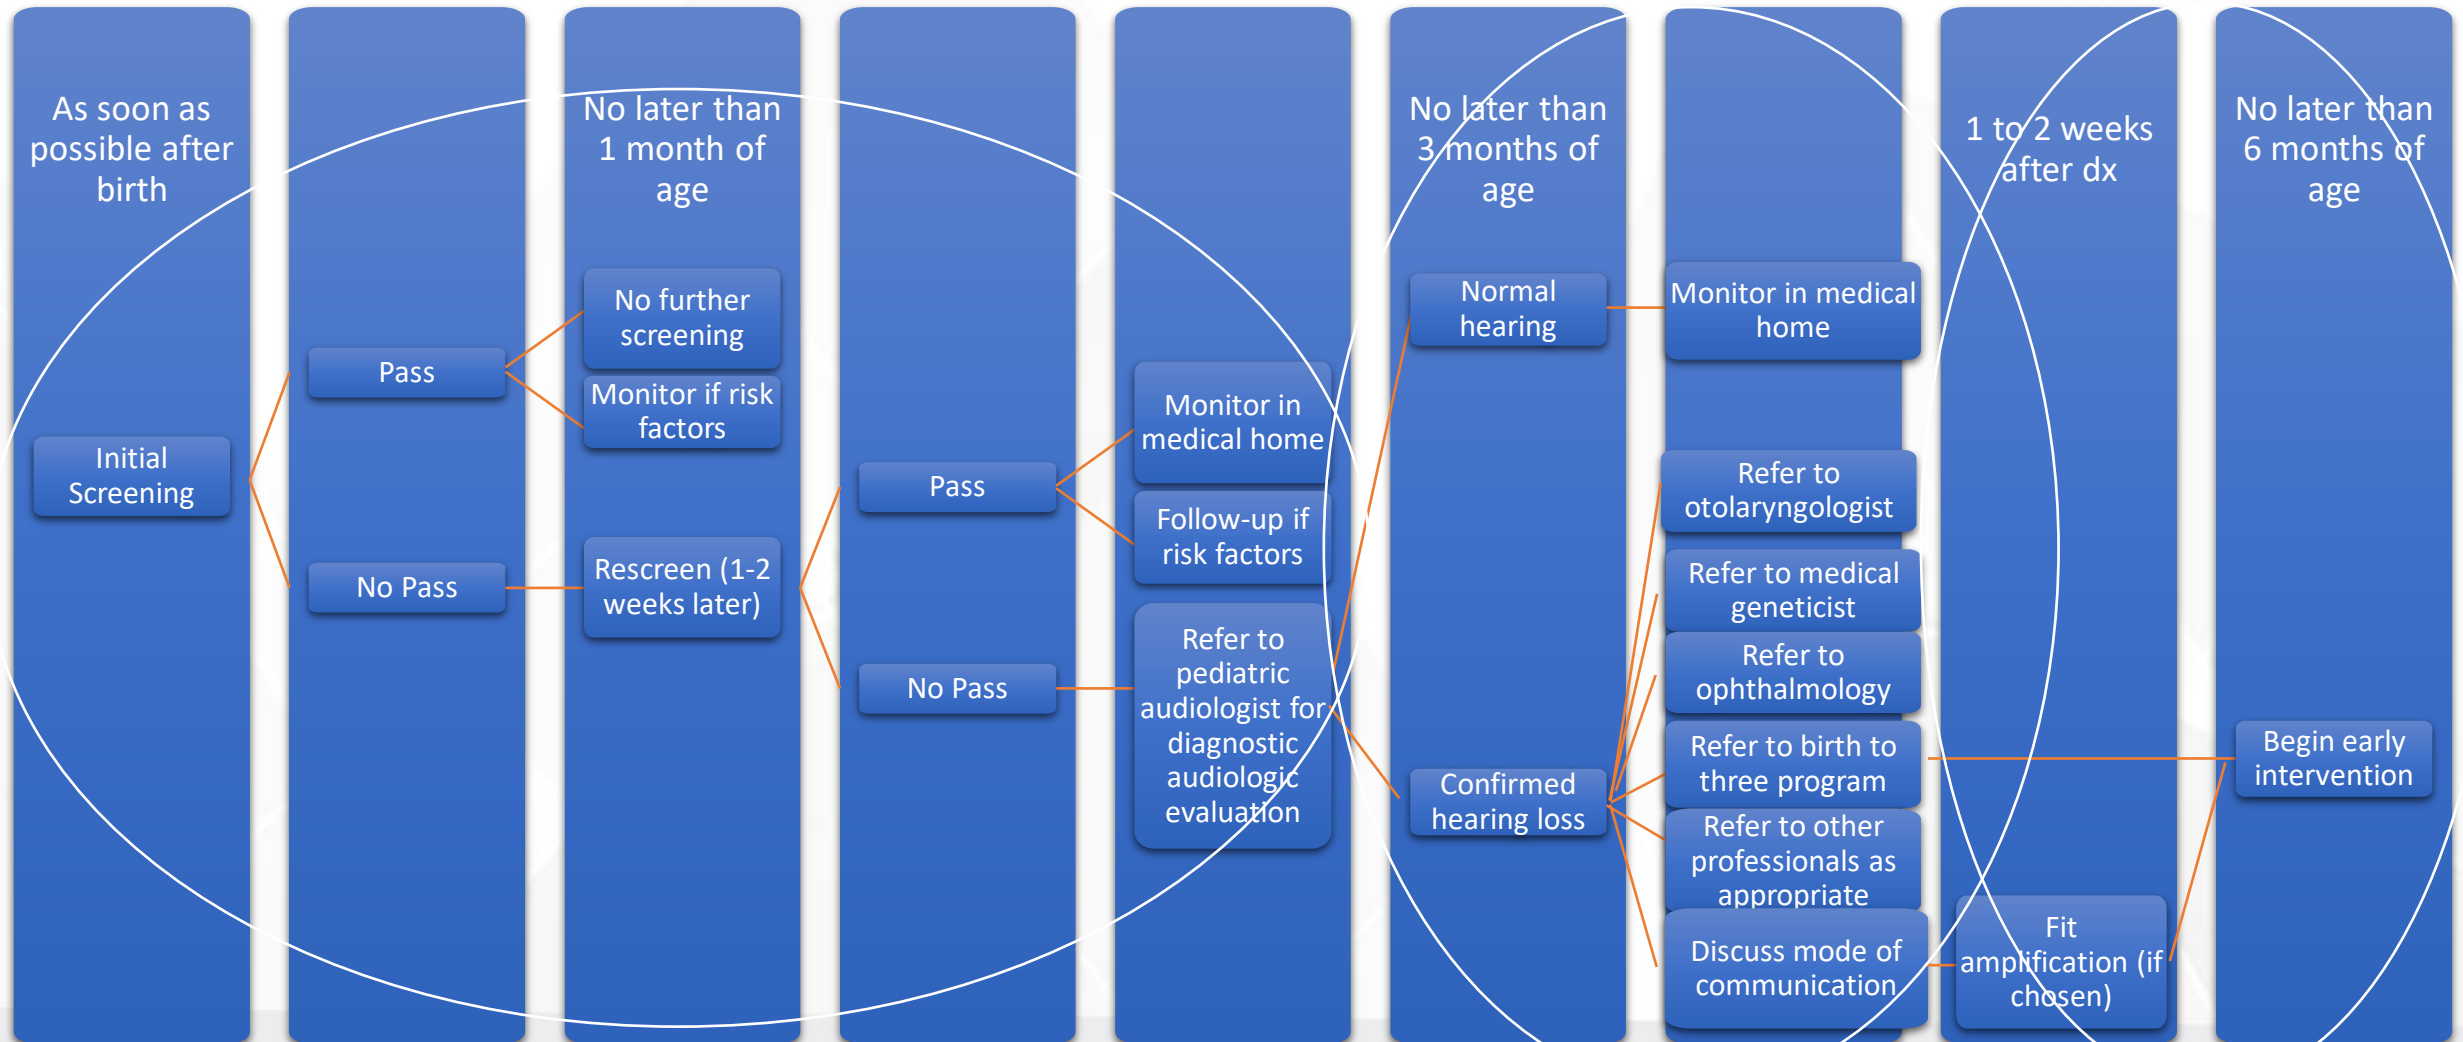 As soon as
possible after
birth
Initial
Screening
Pass
No Pass
No later than
1 month of
age
No further
screening
Monitor if risk
factors
Rescreen (1-2
weeks later)
Pass
No Pass
Monitor in
medical home
Follow-up if
risk factors
Refer to
pediatric
audiologist for
diagnostic
audiologic
evaluation
No later than
3 months of
age
Normal
hearing
Confirmed
hearing loss
Monitor in medical
home
Refer to
otolaryngologist
Refer to medical
geneticist
Refer to
ophthalmology
Refer to birth to
three program
Refer to other
professionals as
appropriate
Discuss mode of
communication
1 to 2 weeks
after dx
Fit
amplification (if
chosen)
No later than
6 months of
age
Begin early
intervention